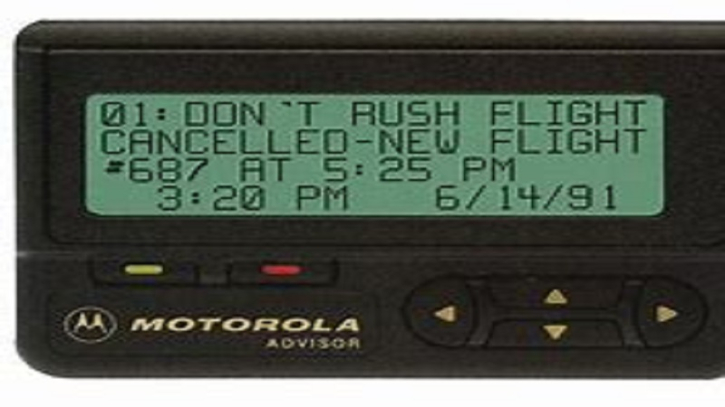 01: DON`T RUSH FLIGHT
CANCELLED-NEW FLIGHT
#687 AT 5:25 PM
3:20 PM 6/14/91
MOTOROLA
ADVISOR